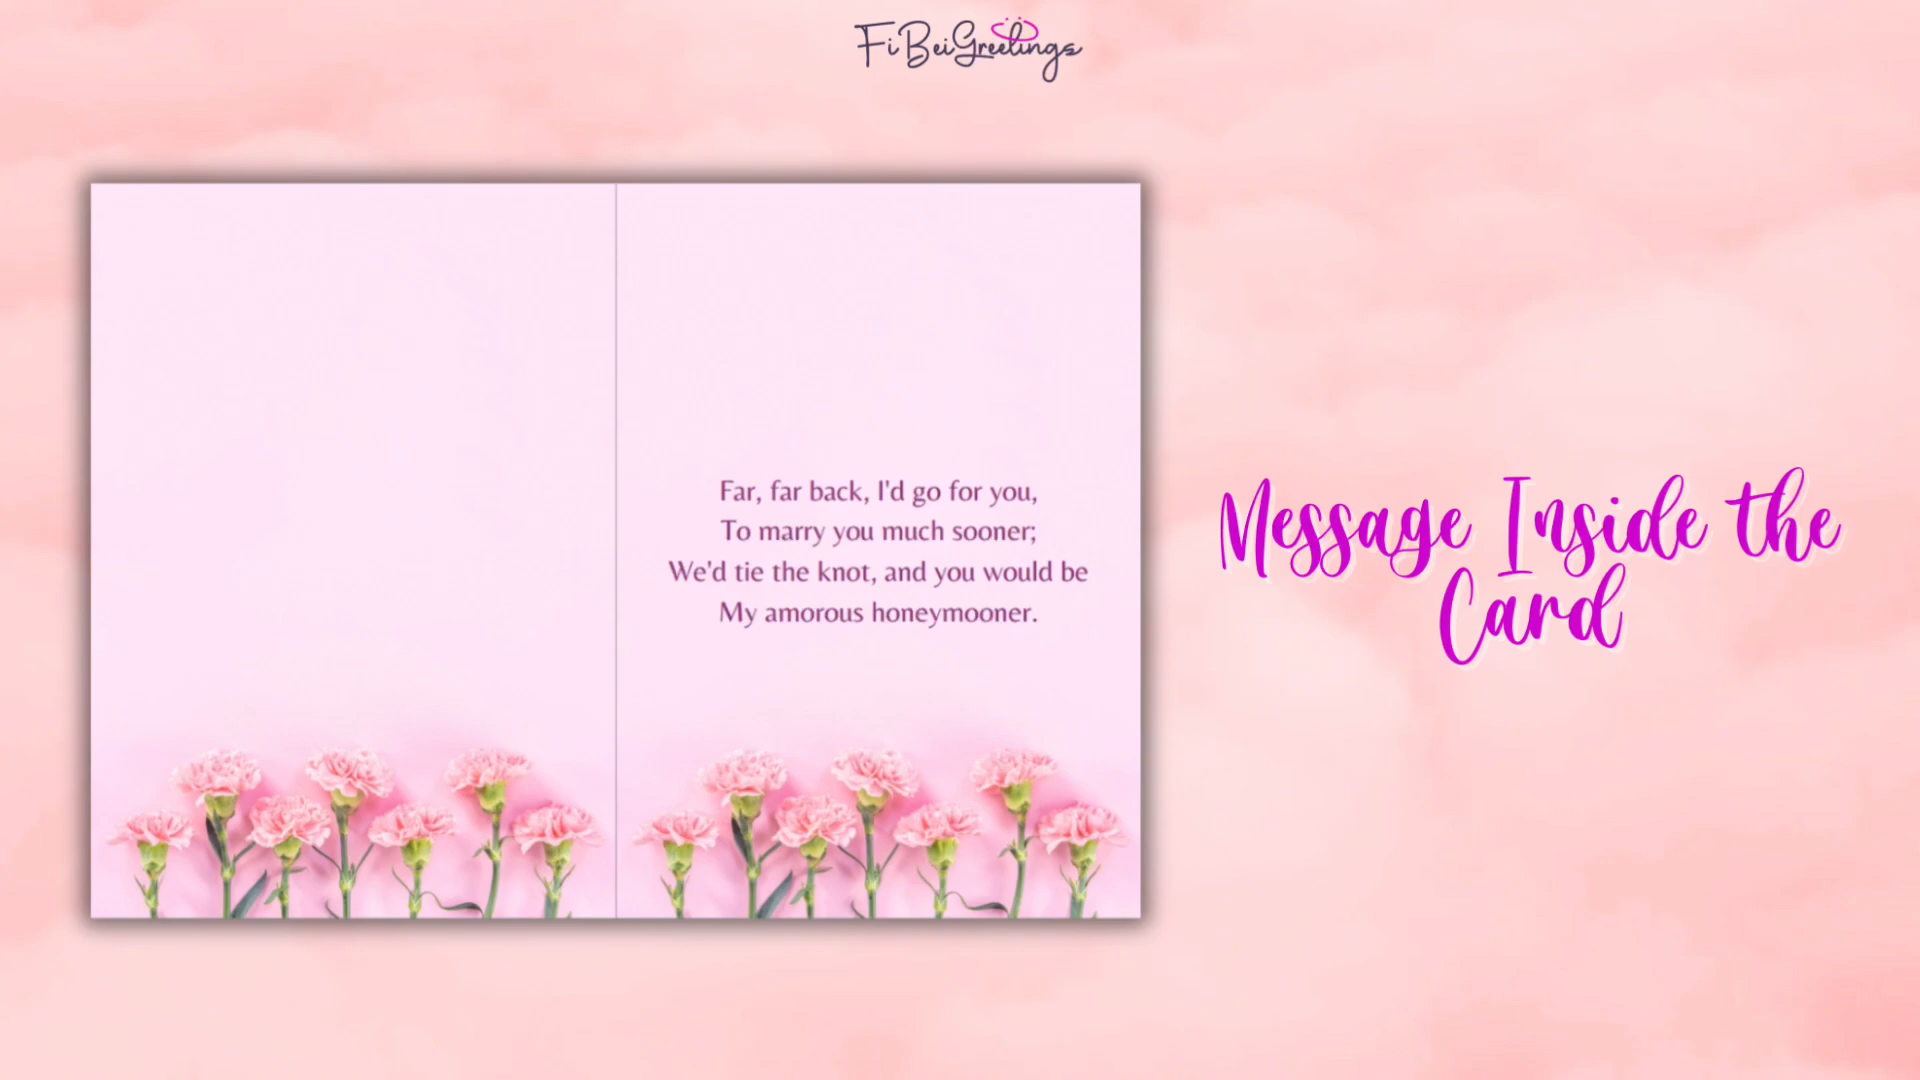 FiBeiGreetings
Far, far back, I'd go for you,
To marry you much sooner;
We'd tie the knot, and you would be
My amorous honeymooner.
Message Inside the
Card